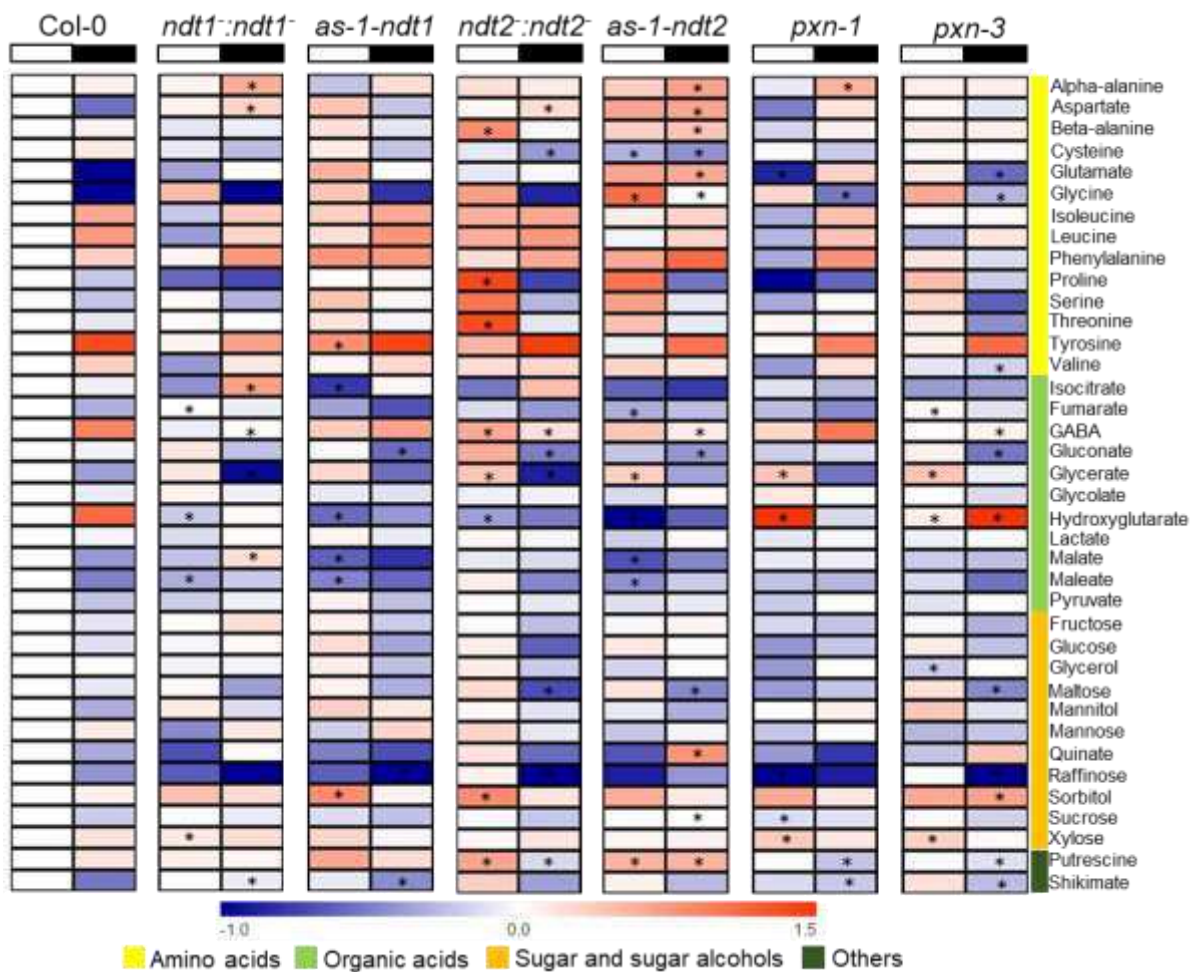 Col-0 ndt1⁻:ndt1⁻ as-1-ndt1 ndt2⁻:ndt2⁻ as-1-ndt2 pxn-1 pxn-3
Alpha-alanine
Aspartate
Beta-alanine
Cysteine
Glutamate
Glycine
Isoleucine
Leucine
Phenylalanine
Proline
Serine
Threonine
Tyrosine
Valine
Isocitrate
Fumarate
GABA
Gluconate
Glycerate
Glycolate
Hydroxyglutarate
Lactate
Malate
Maleate
Pyruvate
Fructose
Glucose
Glycerol
Maltose
Mannitol
Mannose
Quinate
Raffinose
Sorbitol
Sucrose
Xylose
Putrescine
Shikimate
-1.0 0.0 1.5
Amino acids Organic acids Sugar and sugar alcohols Others